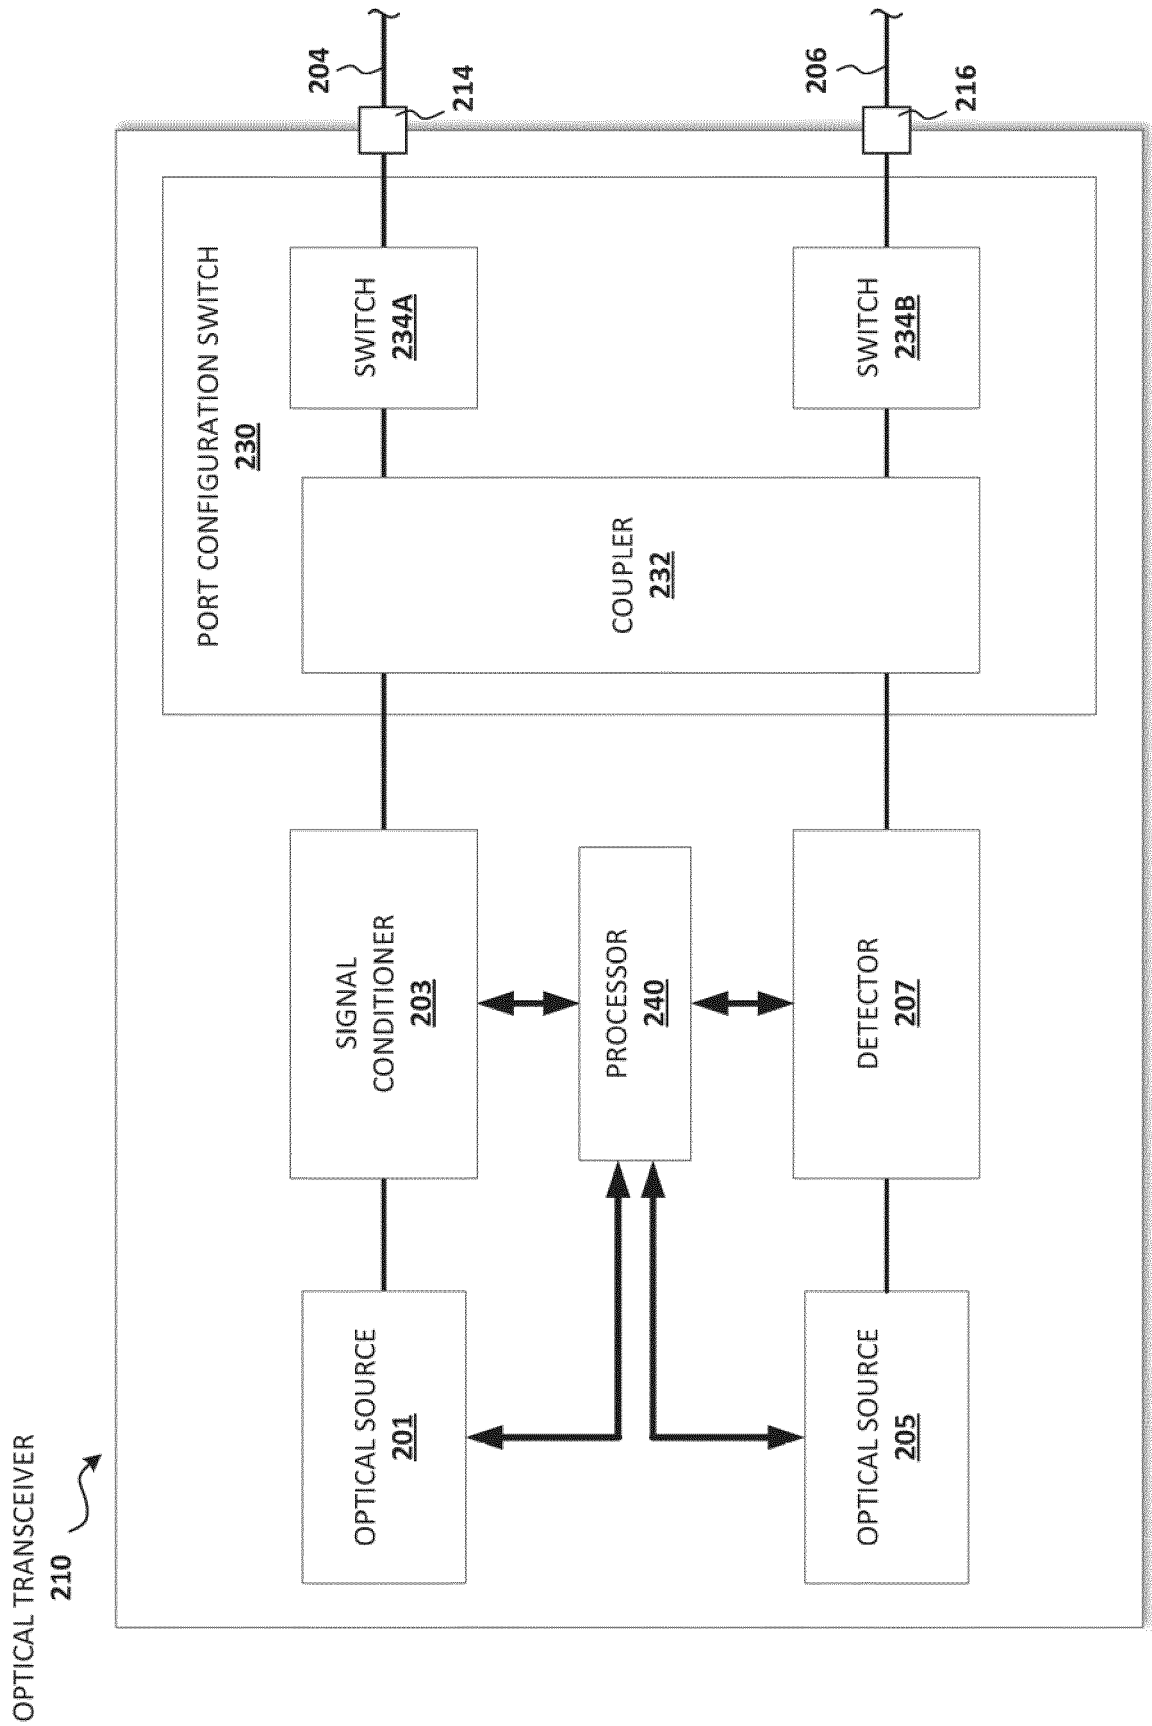 OPTICAL TRANSCEIVER
210
PORT CONFIGURATION SWITCH
230
OPTICAL SOURCE
201
SIGNAL
CONDITIONER
203
SWITCH
234A
204
214
COUPLER
232
PROCESSOR
240
OPTICAL SOURCE
205
DETECTOR
207
SWITCH
234B
206
216